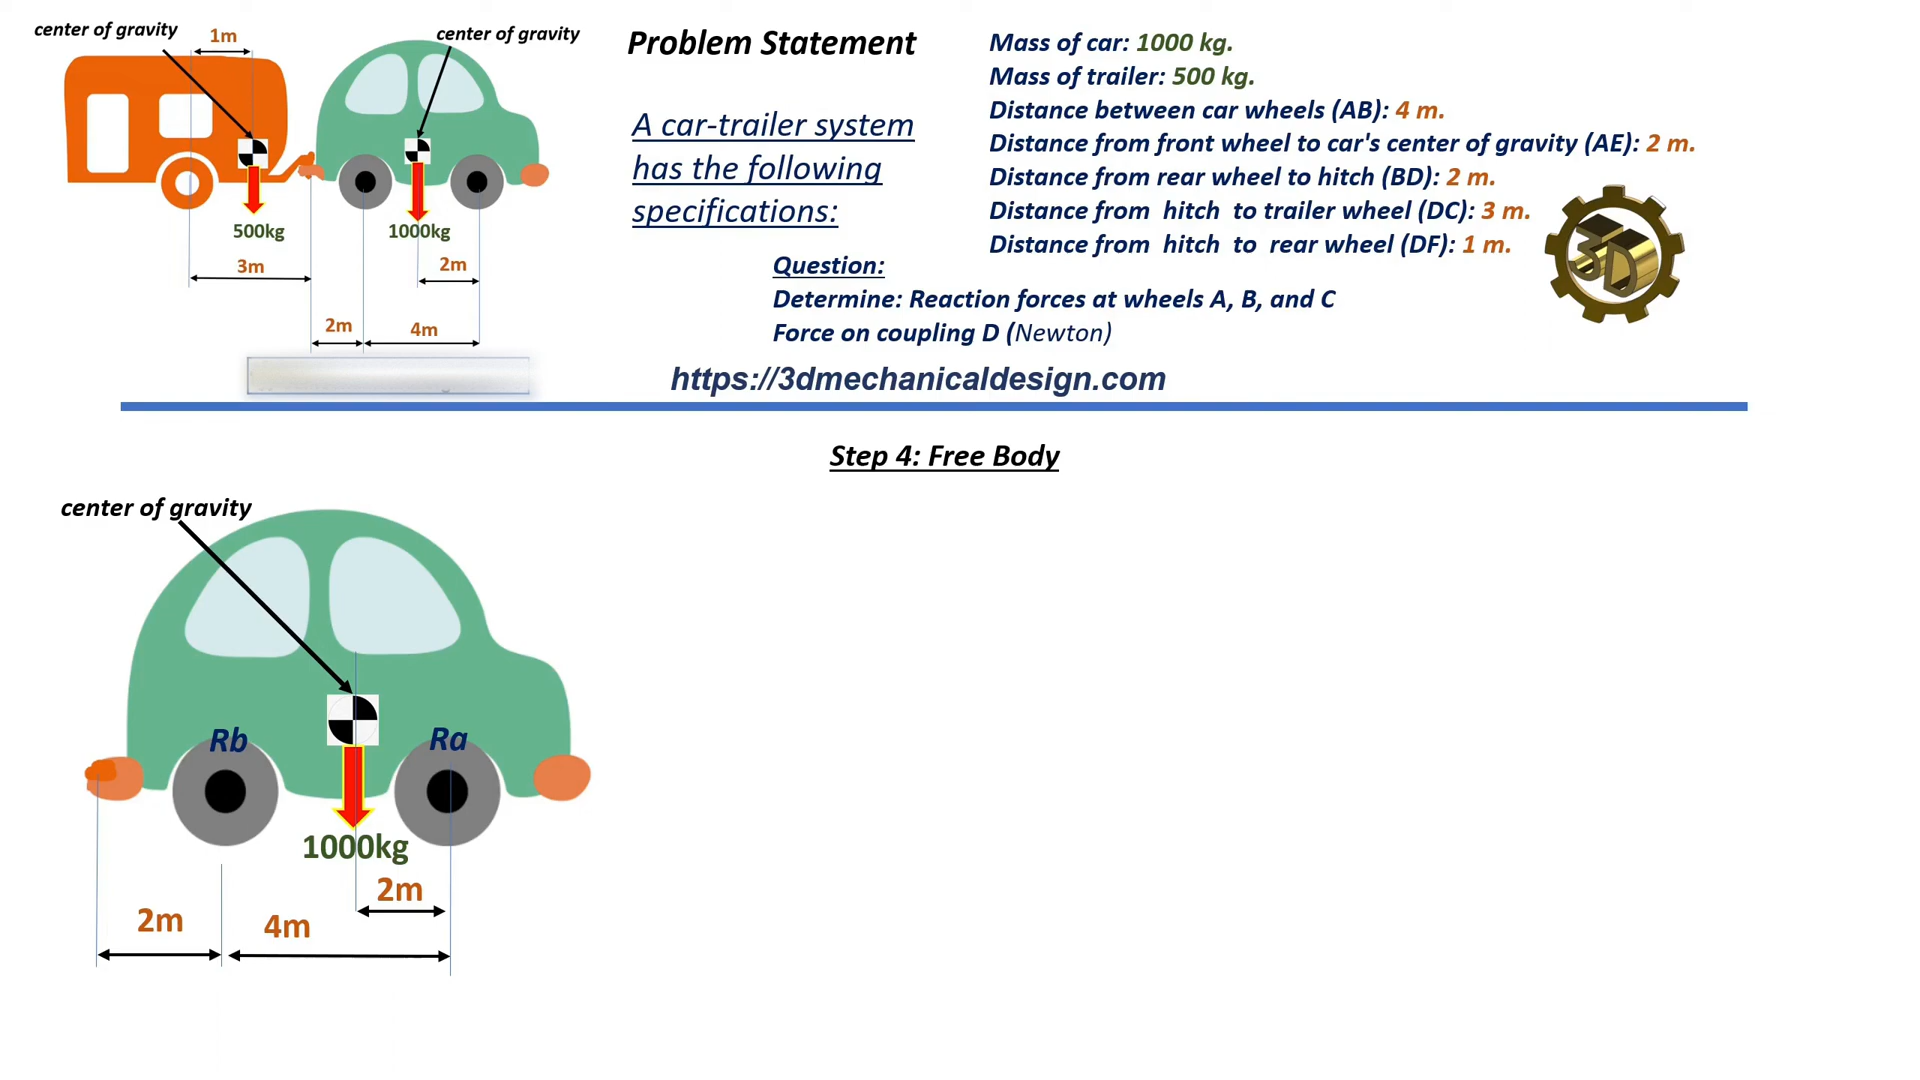 center of gravity
1m
center of gravity
500kg
1000kg
3m
2m
2m
4m
Problem Statement
A car-trailer system
has the following
specifications:
Mass of car: 1000 kg.
Mass of trailer: 500 kg.
Distance between car wheels (AB): 4 m.
Distance from front wheel to car's center of gravity (AE): 2 m.
Distance from rear wheel to hitch (BD): 2 m.
Distance from hitch to trailer wheel (DC): 3 m.
Distance from hitch to rear wheel (DF): 1 m.
3D
Question:
Determine: Reaction forces at wheels A, B, and C
Force on coupling D (Newton)
https://3dmechanicaldesign.com
Step 4: Free Body
center of gravity
Rb
Ra
1000kg
2m
2m
4m